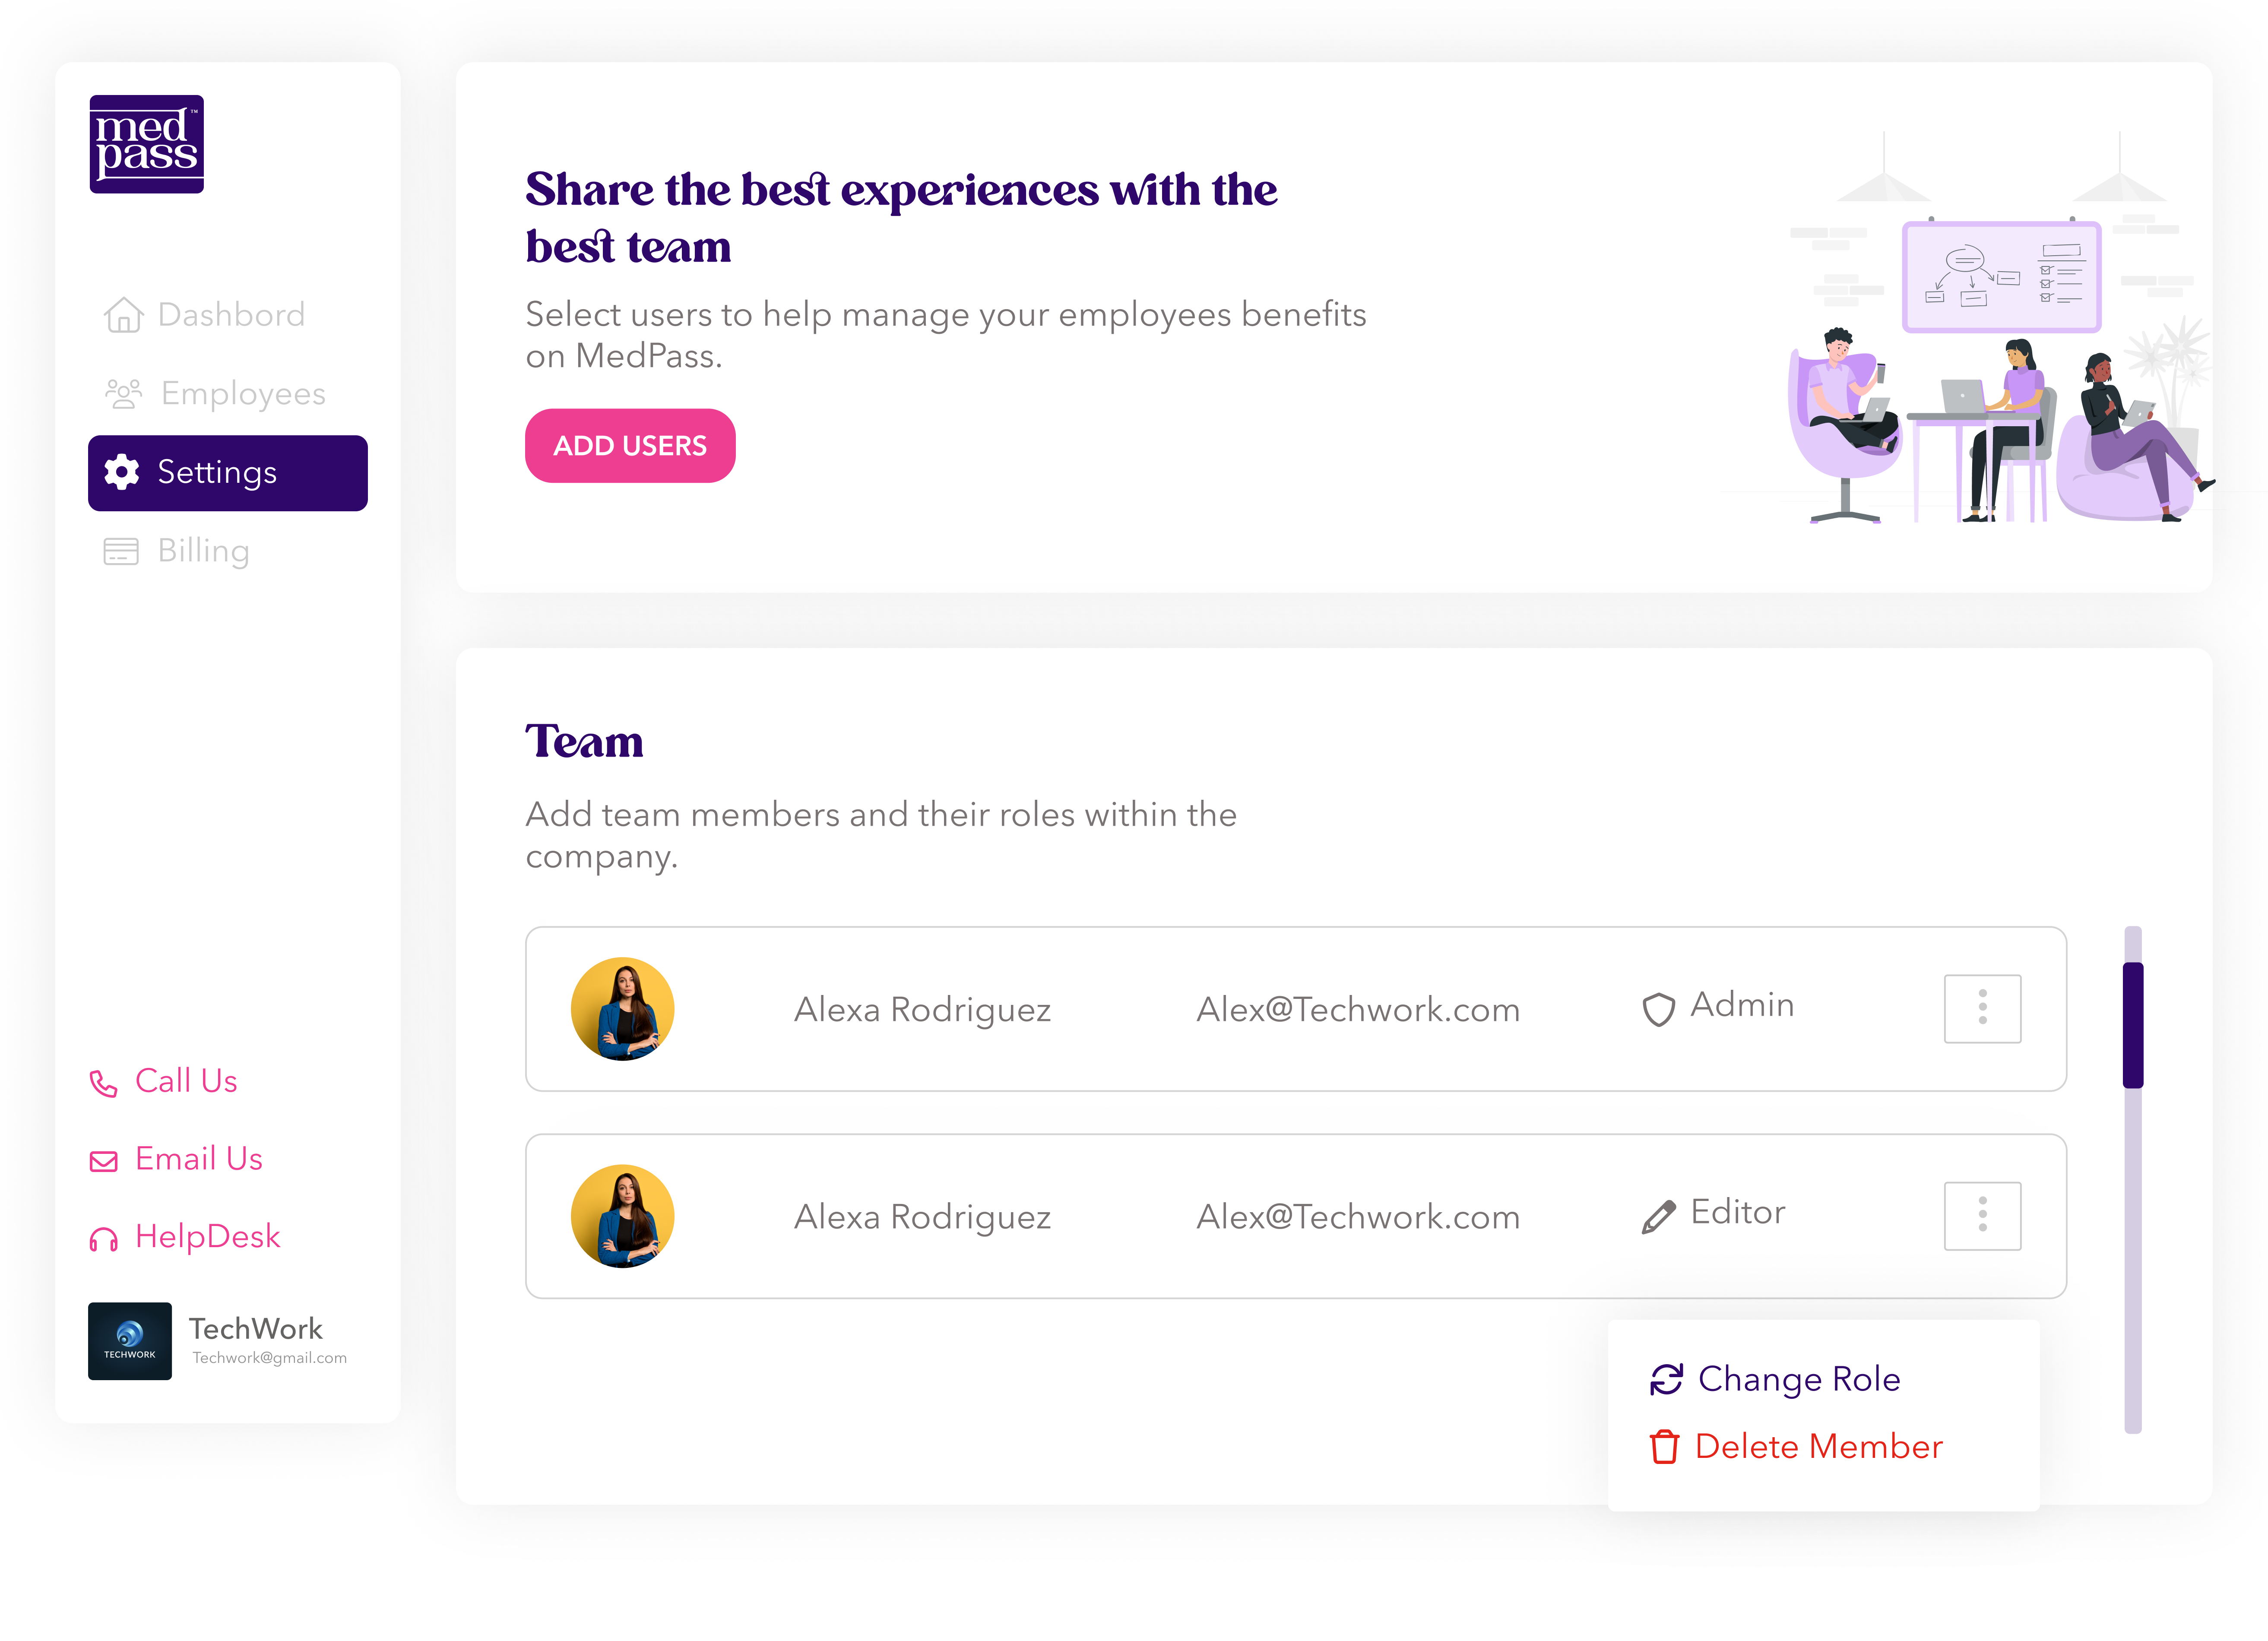 med™
pass
Dashbord
Employees
Settings
Billing
Call Us
Email Us
HelpDesk
TECHWORK
TechWork
Techwork@gmail.com
Share the best experiences with the
best team
Select users to help manage your employees benefits
on MedPass.
ADD USERS
Team
Add team members and their roles within the
company.
Alexa Rodriguez Alex@Techwork.com Admin
Alexa Rodriguez Alex@Techwork.com Editor
Change Role
Delete Member